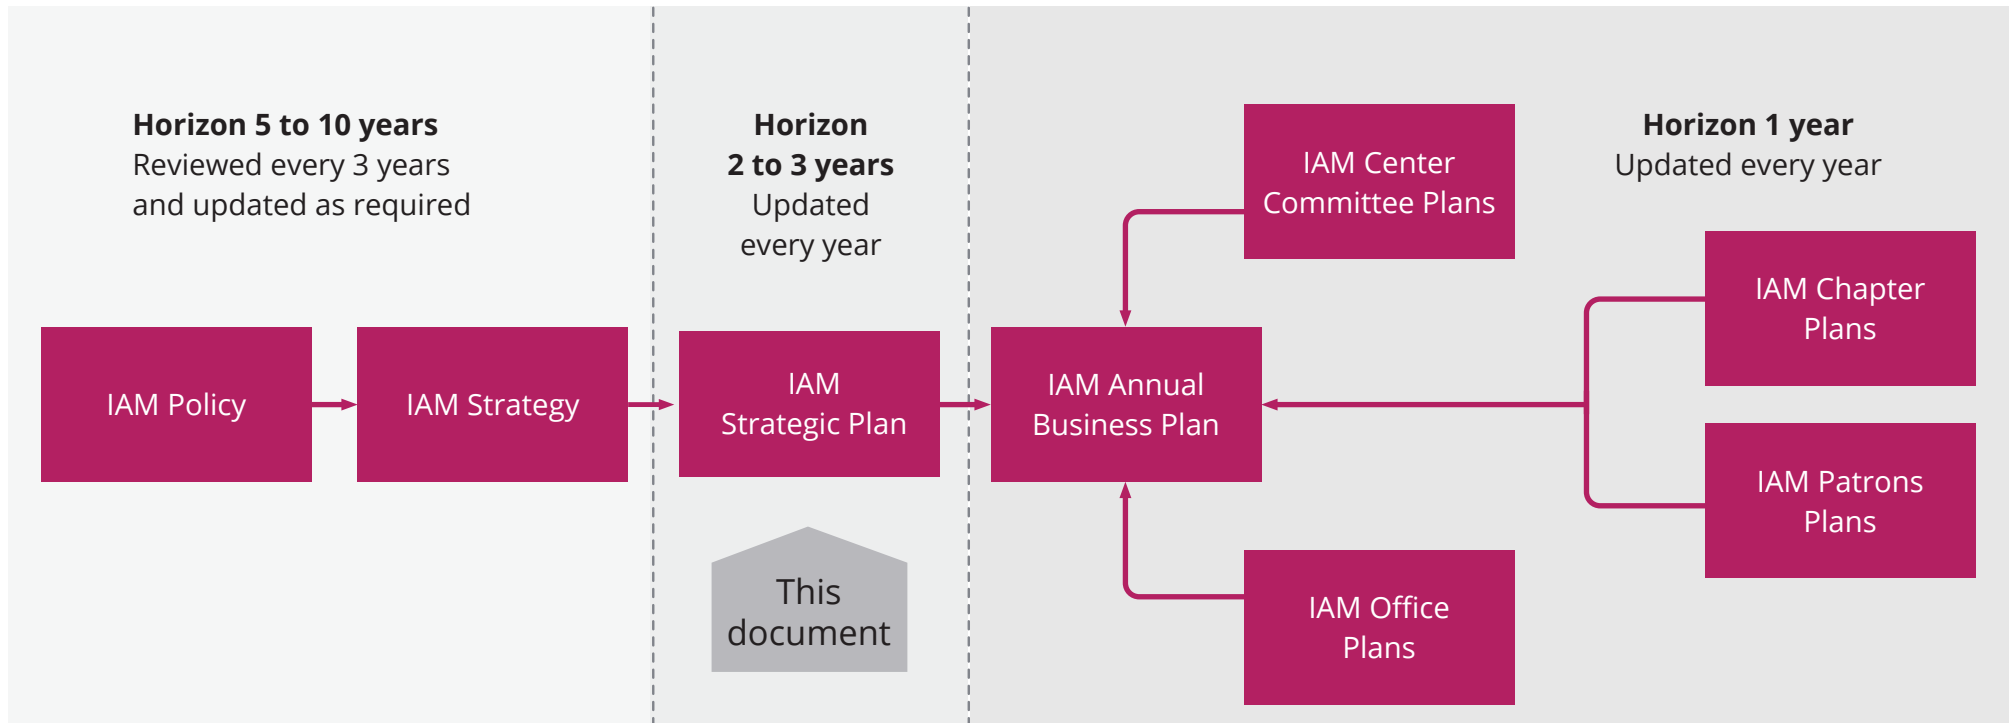 Horizon 5 to 10 years
Reviewed every 3 years
and updated as required
IAM Policy
IAM Strategy
Horizon
2 to 3 years
Updated
every year
IAM
Strategic Plan
This
document
Horizon 1 year
Updated every year
IAM Center
Committee Plans
IAM Annual
Business Plan
IAM Office
Plans
IAM Chapter
Plans
IAM Patrons
Plans